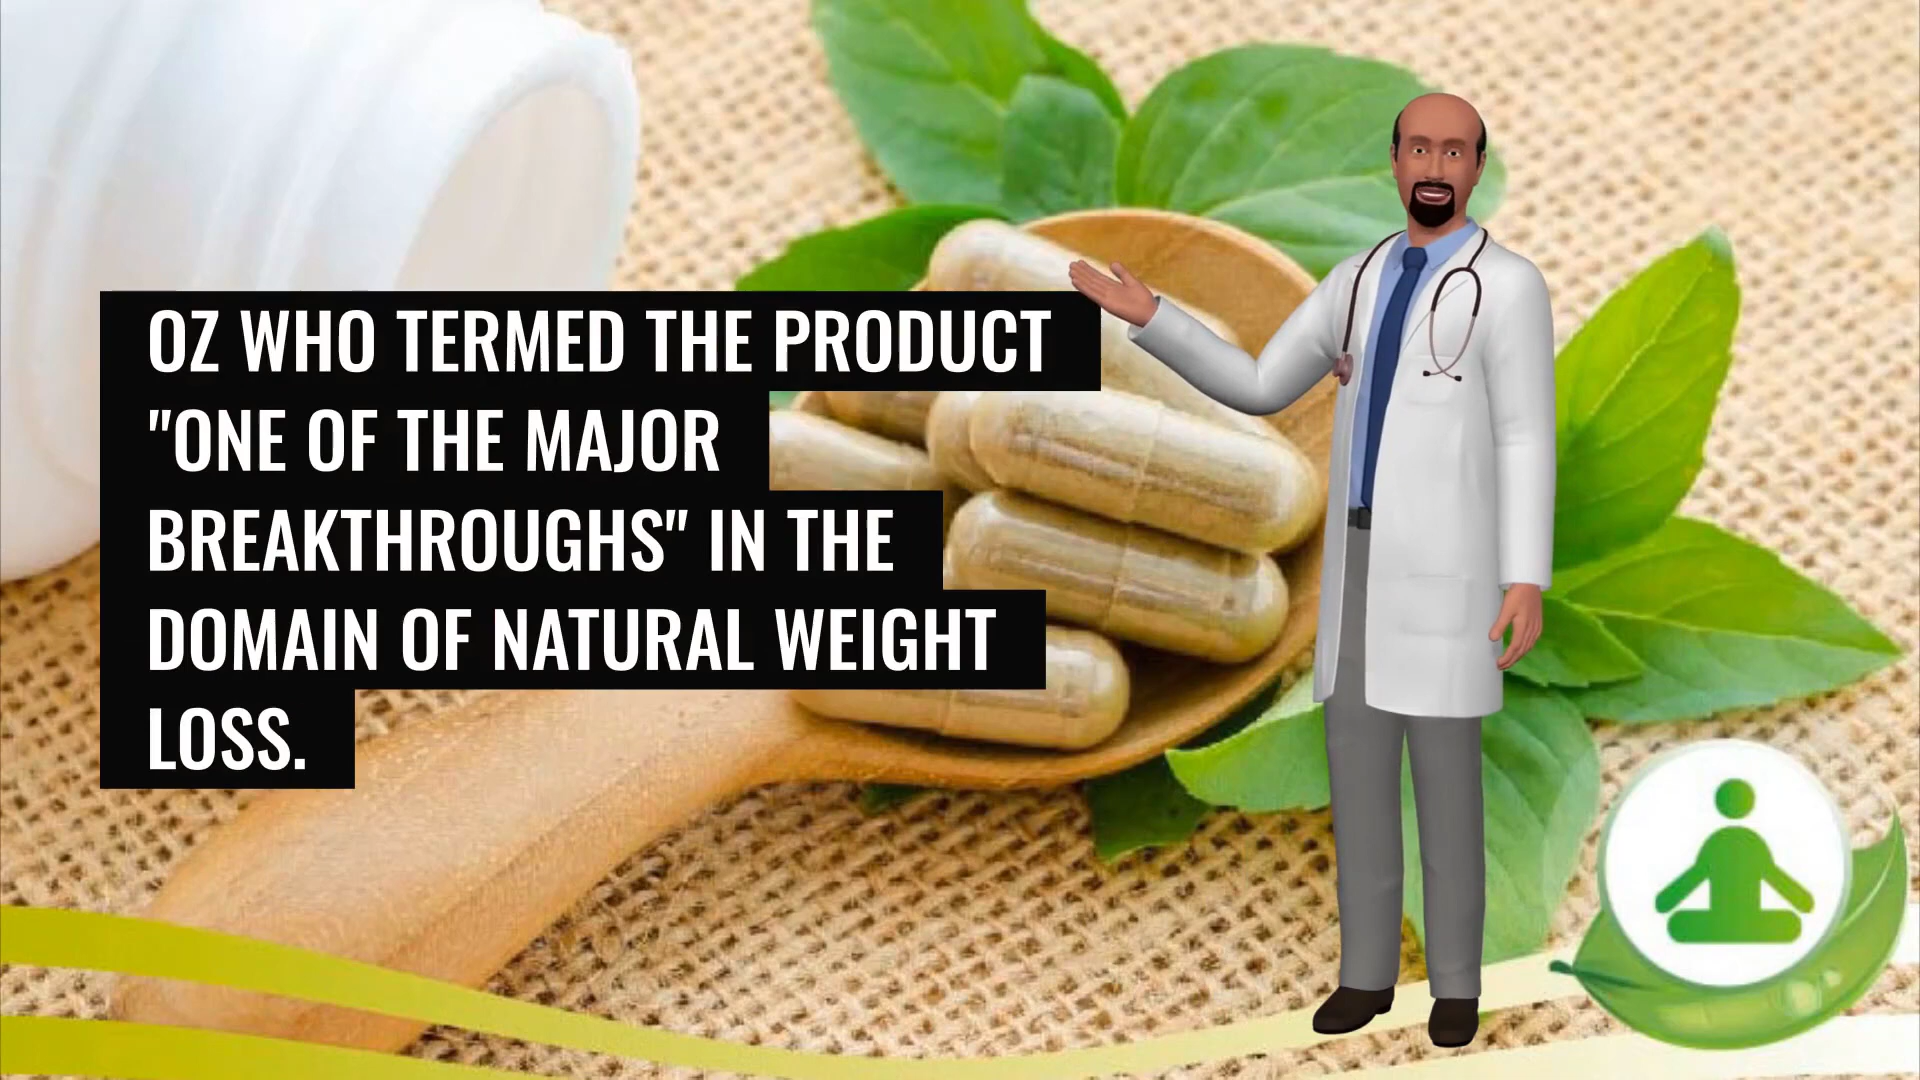 OZ WHO TERMED THE PRODUCT
"ONE OF THE MAJOR
BREAKTHROUGHS" IN THE
DOMAIN OF NATURAL WEIGHT
LOSS.